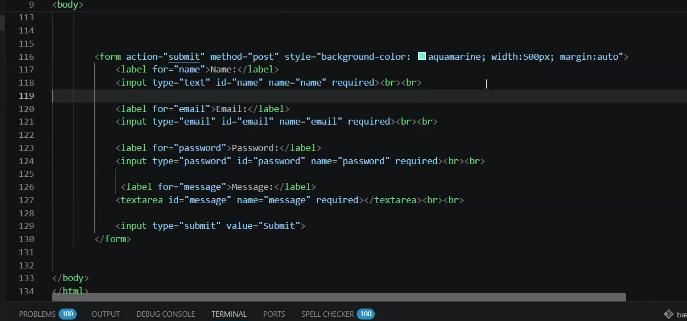 9 <body>
113
114
115
116 <form action="submit" method="post" style="background-color: aquamarine; width:500px; margin:auto">
117 <label for="name">Name:</label>
118 <input type="text" id="name" name="name" required><br><br>
119
120 <label for="email">Email:</label>
121 <input type="email" id="email" name="email" required><br><br>
122
123 <label for="password">Password:</label>
124 <input type="password" id="password" name="password" required><br><br>
125
126 <label for="message">Message:</label>
127 <textarea id="message" name="message" required></textarea><br><br>
128
129 <input type="submit" value="Submit">
130 </form>
131
132
133 </body>
134 </html>
PROBLEMS 100 OUTPUT DEBUG CONSOLE TERMINAL PORTS SPELL CHECKER 100